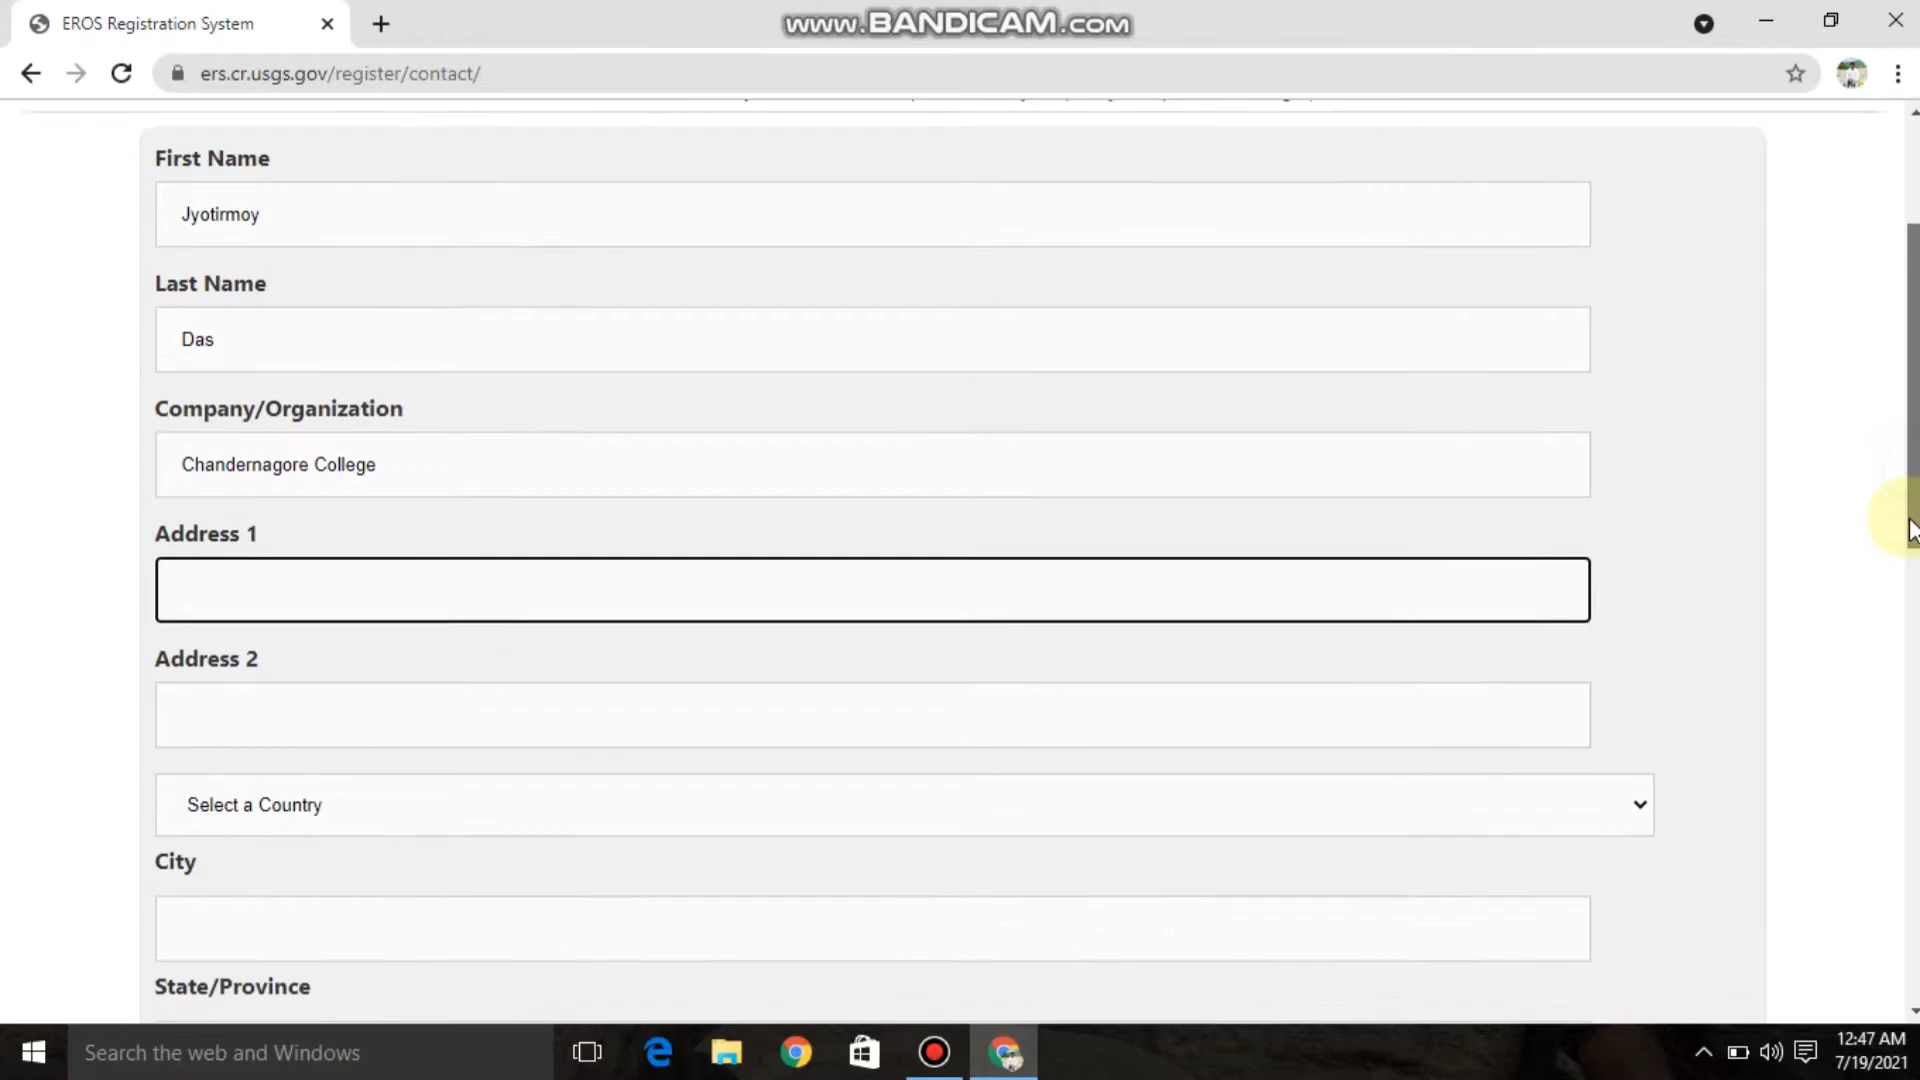 EROS Registration System
www.BANDICAM.com
ers.cr.usgs.gov/register/contact/
First Name
Jyotirmoy
Last Name
Das
Company/Organization
Chandernagore College
Address 1
Address 2
Select a Country
City
State/Province
Search the web and Windows
12:47 AM
7/19/2021